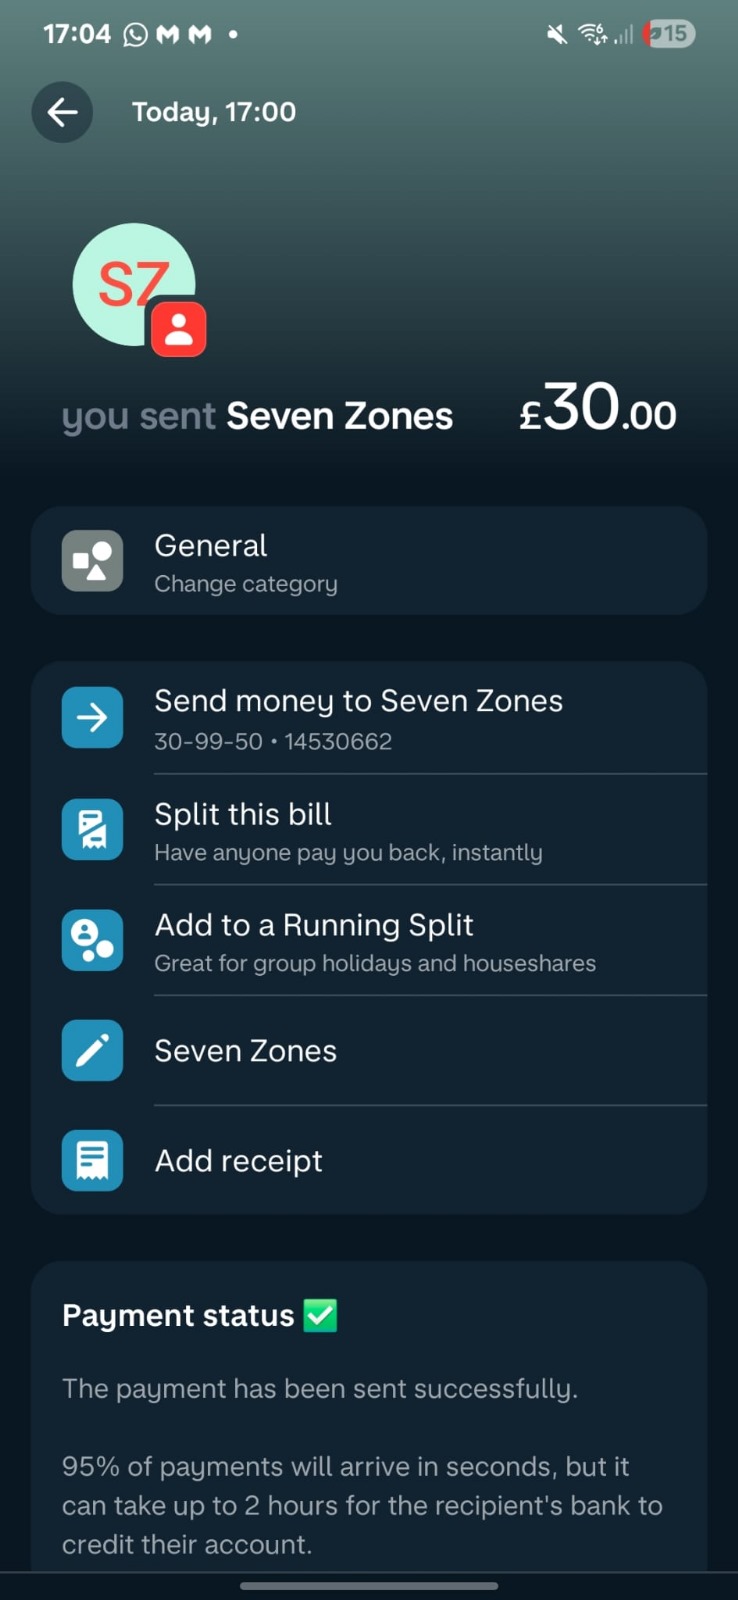 17:04
15
Today, 17:00
SZ
you sent Seven Zones £30.00
General
Change category
Send money to Seven Zones
30-99-50 • 14530662
Split this bill
Have anyone pay you back, instantly
Add to a Running Split
Great for group holidays and houseshares
Seven Zones
Add receipt
Payment status ✅
The payment has been sent successfully.
95% of payments will arrive in seconds, but it
can take up to 2 hours for the recipient's bank to
credit their account.